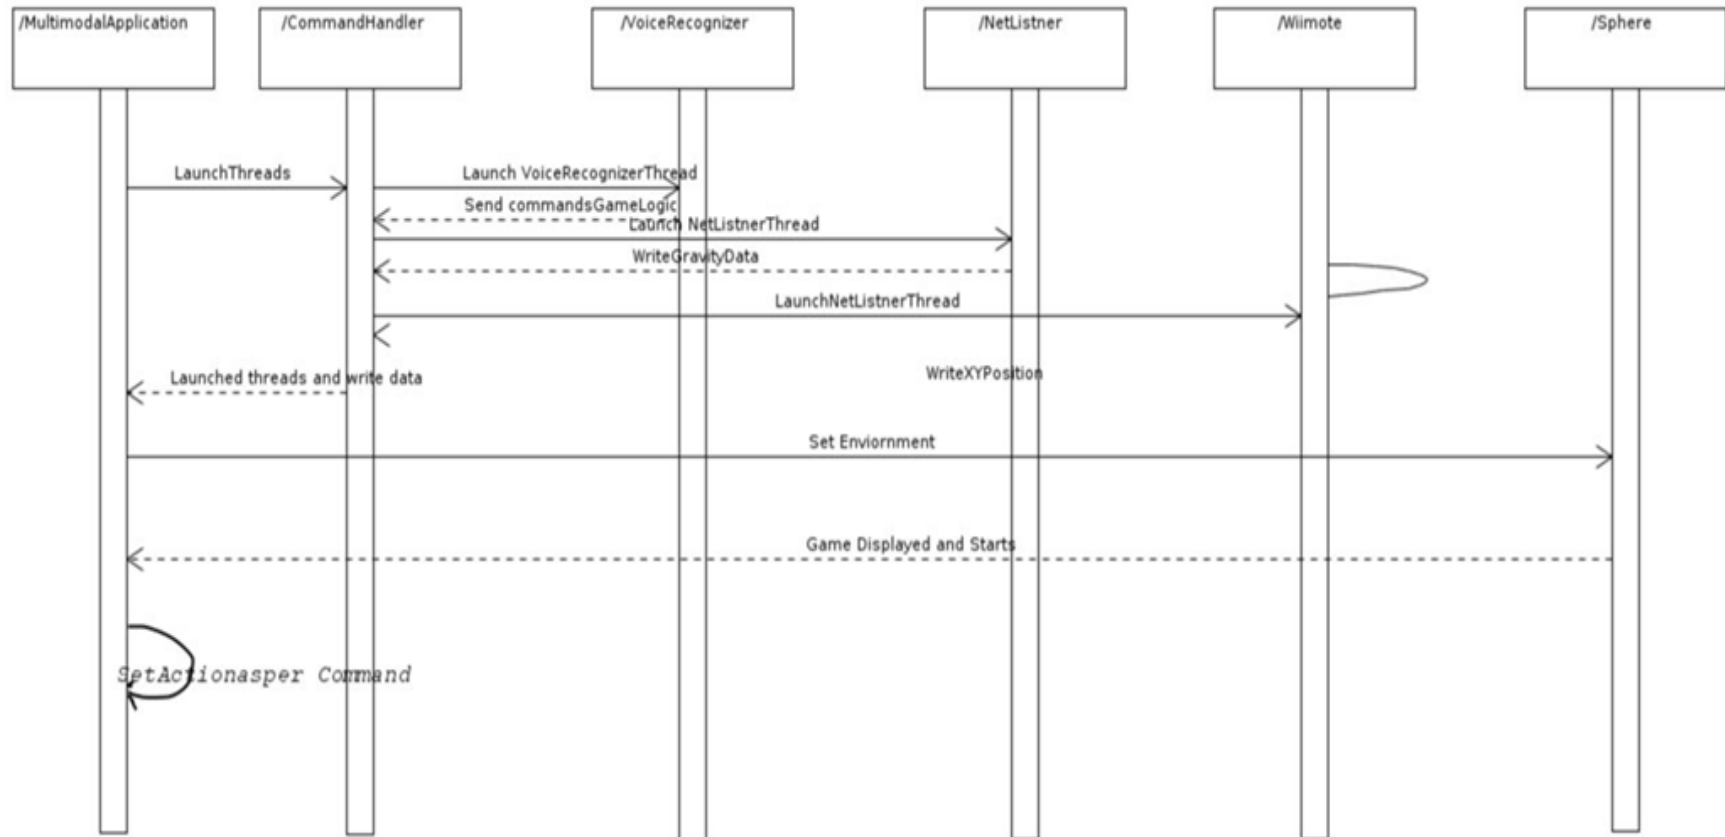 /MultimodalApplication
/CommandHandler
/VoiceRecognizer
/NetListner
/Wiimote
/Sphere
LaunchThreads
Launch VoiceRecognizerThread
Send commandsGameLogic
Launch NetListnerThread
WriteGravityData
LaunchNetListnerThread
WriteXYPosition
Launched threads and write data
Set Enviornment
Game Displayed and Starts
SetActionasper Command